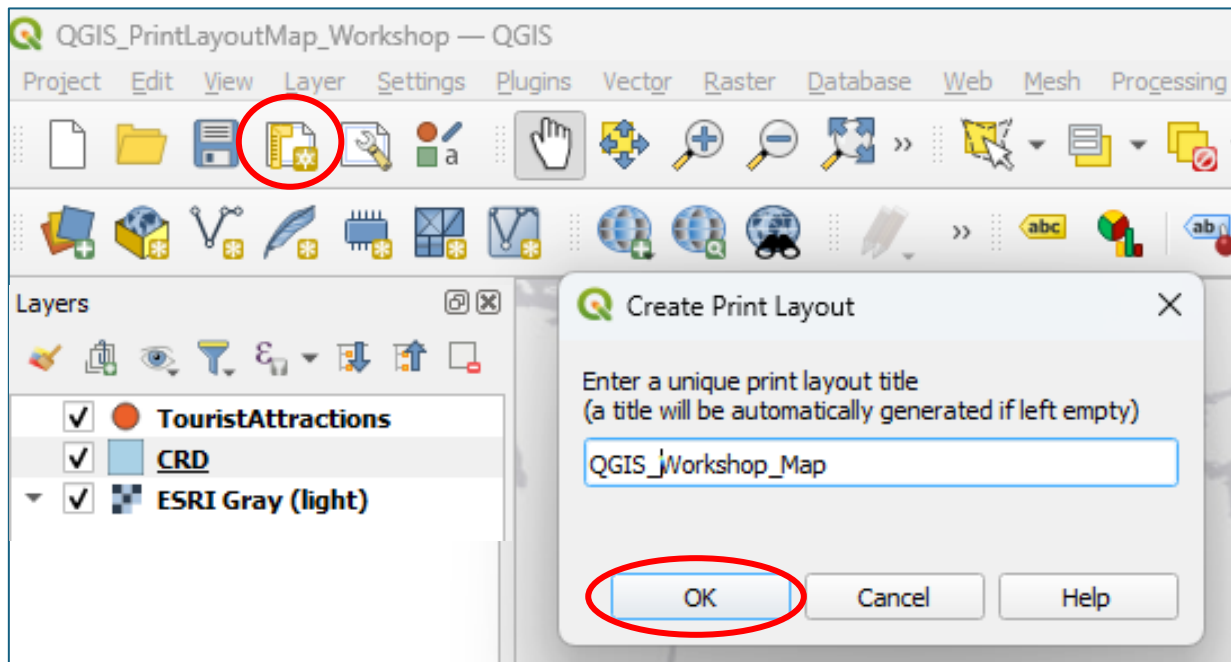 QGIS_PrintLayoutMap_Workshop — QGIS
Project Edit View Layer Settings Plugins Vector Raster Database Web Mesh Processing
a
abc
ab
Layers
TouristAttractions
CRD
ESRI Gray (light)
Create Print Layout
Enter a unique print layout title
(a title will be automatically generated if left empty)
QGIS_Workshop_Map
OK Cancel Help